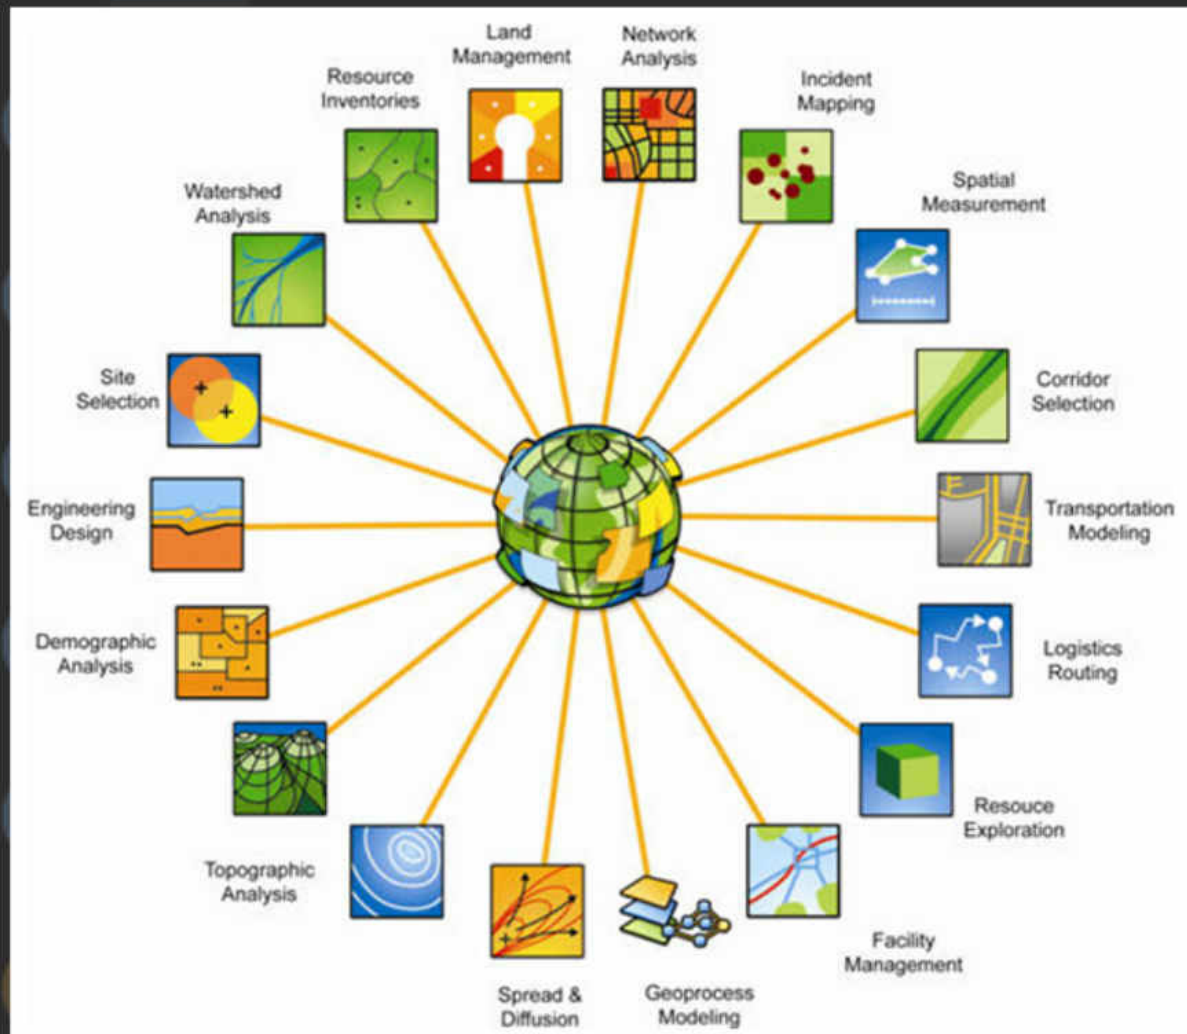 Land
Management
Network
Analysis
Incident
Mapping
Spatial
Measurement
Corridor
Selection
Transportation
Modeling
Logistics
Routing
Resouce
Exploration
Facility
Management
Geoprocess
Modeling
Spread &
Diffusion
Topographic
Analysis
Demographic
Analysis
Engineering
Design
Site
Selection
Watershed
Analysis
Resource
Inventories